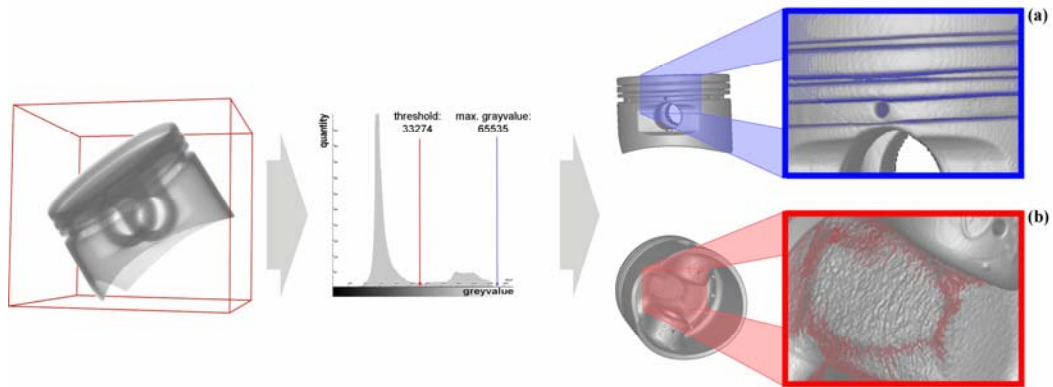 (a)
threshold:
33274
max. grayvalue:
65535
quantity
greyvalue
(b)